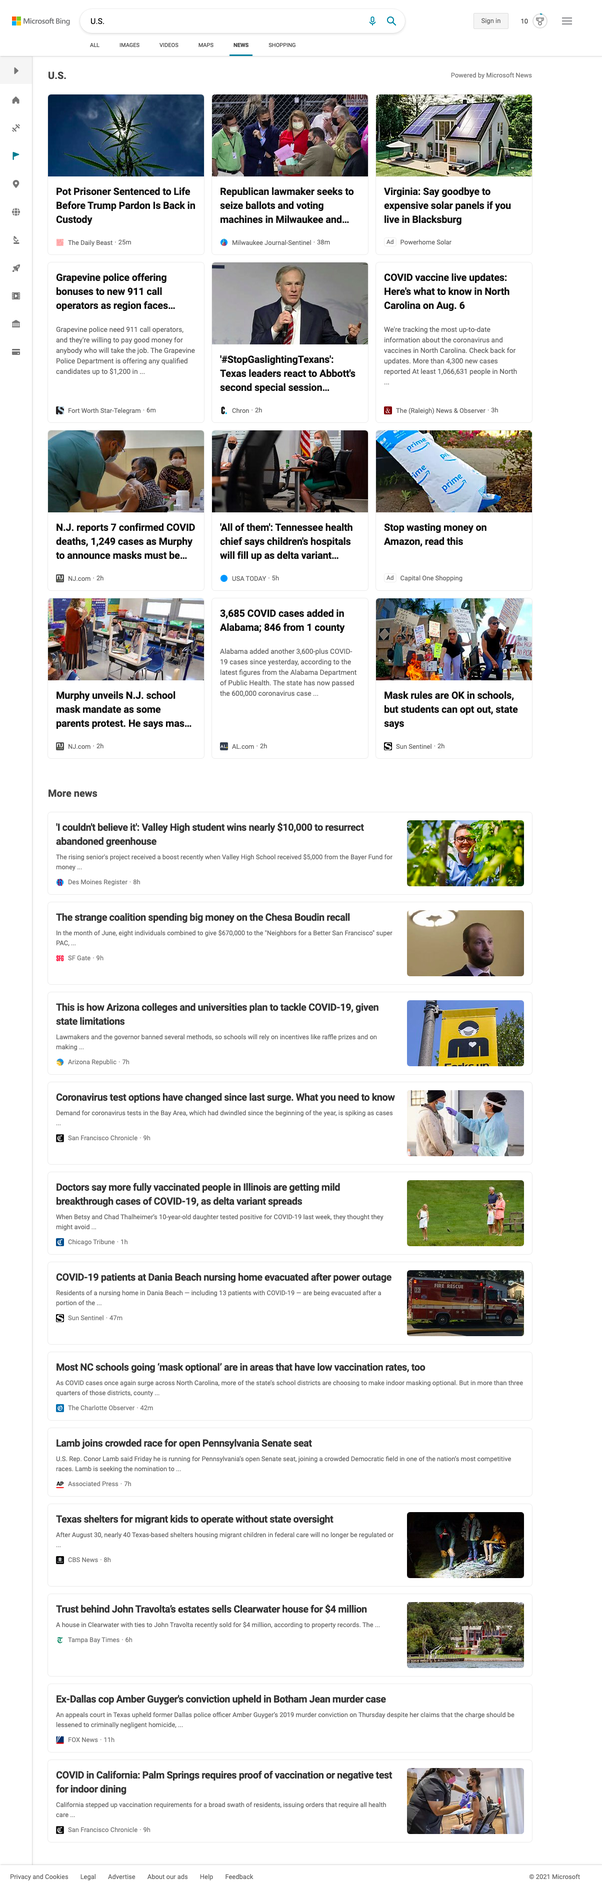 Microsoft Bing
U.S.
Sign in
10
ALL
IMAGES
VIDEOS
MAPS
NEWS
SHOPPING
U.S.
Powered by Microsoft News
Pot Prisoner Sentenced to Life
Before Trump Pardon Is Back in
Custody
The Daily Beast · 25m
Republican lawmaker seeks to
seize ballots and voting
machines in Milwaukee and...
Milwaukee Journal-Sentinel · 38m
Virginia: Say goodbye to
expensive solar panels if you
live in Blacksburg
Ad Powerhome Solar
Grapevine police offering
bonuses to new 911 call
operators as region faces...
Grapevine police need 911 call operators,
and they're willing to pay good money for
anybody who will take the job. The Grapevine
Police Department is offering any qualified
candidates up to $1,200 in ...
Fort Worth Star-Telegram · 6m
'#StopGaslightingTexans':
Texas leaders react to Abbott's
second special session...
Chron · 2h
COVID vaccine live updates:
Here's what to know in North
Carolina on Aug. 6
We're tracking the most up-to-date
information about the coronavirus and
vaccines in North Carolina. Check back for
updates. More than 4,300 new cases
reported At least 1,066,631 people in North
...
The (Raleigh) News & Observer · 3h
N.J. reports 7 confirmed COVID
deaths, 1,249 cases as Murphy
to announce masks must be...
NJ.com · 2h
'All of them': Tennessee health
chief says children's hospitals
will fill up as delta variant...
USA TODAY · 5h
prime
prime
prime
Stop wasting money on
Amazon, read this
Ad Capital One Shopping
Murphy unveils N.J. school
mask mandate as some
parents protest. He says mas...
NJ.com · 2h
3,685 COVID cases added in
Alabama; 846 from 1 county
Alabama added another 3,600-plus COVID-
19 cases since yesterday, according to the
latest figures from the Alabama Department
of Public Health. The state has now passed
the 600,000 coronavirus case ...
AL.com · 2h
Mask rules are OK in schools,
but students can opt out, state
says
Sun Sentinel · 2h
More news
'I couldn't believe it': Valley High student wins nearly $10,000 to resurrect
abandoned greenhouse
The rising senior's project received a boost recently when Valley High School received $5,000 from the Bayer Fund for
money ...
Des Moines Register · 8h
The strange coalition spending big money on the Chesa Boudin recall
In the month of June, eight individuals combined to give $670,000 to the "Neighbors for a Better San Francisco" super
PAC, ...
SF Gate · 9h
This is how Arizona colleges and universities plan to tackle COVID-19, given
state limitations
Lawmakers and the governor banned several methods, so schools will rely on incentives like raffle prizes and on
making ...
Arizona Republic · 7h
Coronavirus test options have changed since last surge. What you need to know
Demand for coronavirus tests in the Bay Area, which had dwindled since the beginning of the year, is spiking as cases
...
San Francisco Chronicle · 9h
Doctors say more fully vaccinated people in Illinois are getting mild
breakthrough cases of COVID-19, as delta variant spreads
When Betsy and Chad Thalheimer's 10-year-old daughter tested positive for COVID-19 last week, they thought they
might avoid ...
Chicago Tribune · 1h
COVID-19 patients at Dania Beach nursing home evacuated after power outage
Residents of a nursing home in Dania Beach — including 13 patients with COVID-19 — are being evacuated after a
portion of the ...
Sun Sentinel · 47m
FIRE RESCUE
Most NC schools going 'mask optional' are in areas that have low vaccination rates, too
As COVID cases once again surge across North Carolina, more of the state's school districts are choosing to make indoor masking optional. But in more than three
quarters of those districts, county ...
The Charlotte Observer · 42m
Lamb joins crowded race for open Pennsylvania Senate seat
U.S. Rep. Conor Lamb said Friday he is running for Pennsylvania's open Senate seat, joining a crowded Democratic field in one of the nation's most competitive
races. Lamb is seeking the nomination to ...
AP Associated Press · 7h
Texas shelters for migrant kids to operate without state oversight
After August 30, nearly 40 Texas-based shelters housing migrant children in federal care will no longer be regulated or
...
CBS News · 8h
Trust behind John Travolta's estates sells Clearwater house for $4 million
A house in Clearwater with ties to John Travolta recently sold for $4 million, according to property records. The ...
Tampa Bay Times · 6h
Ex-Dallas cop Amber Guyger's conviction upheld in Botham Jean murder case
An appeals court in Texas upheld former Dallas police officer Amber Guyger's 2019 murder conviction on Thursday despite her claims that the charge should be
lessened to criminally negligent homicide, ...
FOX News · 11h
COVID in California: Palm Springs requires proof of vaccination or negative test
for indoor dining
California stepped up vaccination requirements for a broad swath of residents, issuing orders that require all health
care ...
San Francisco Chronicle · 9h
Privacy and Cookies
Legal
Advertise
About our ads
Help
Feedback
© 2021 Microsoft